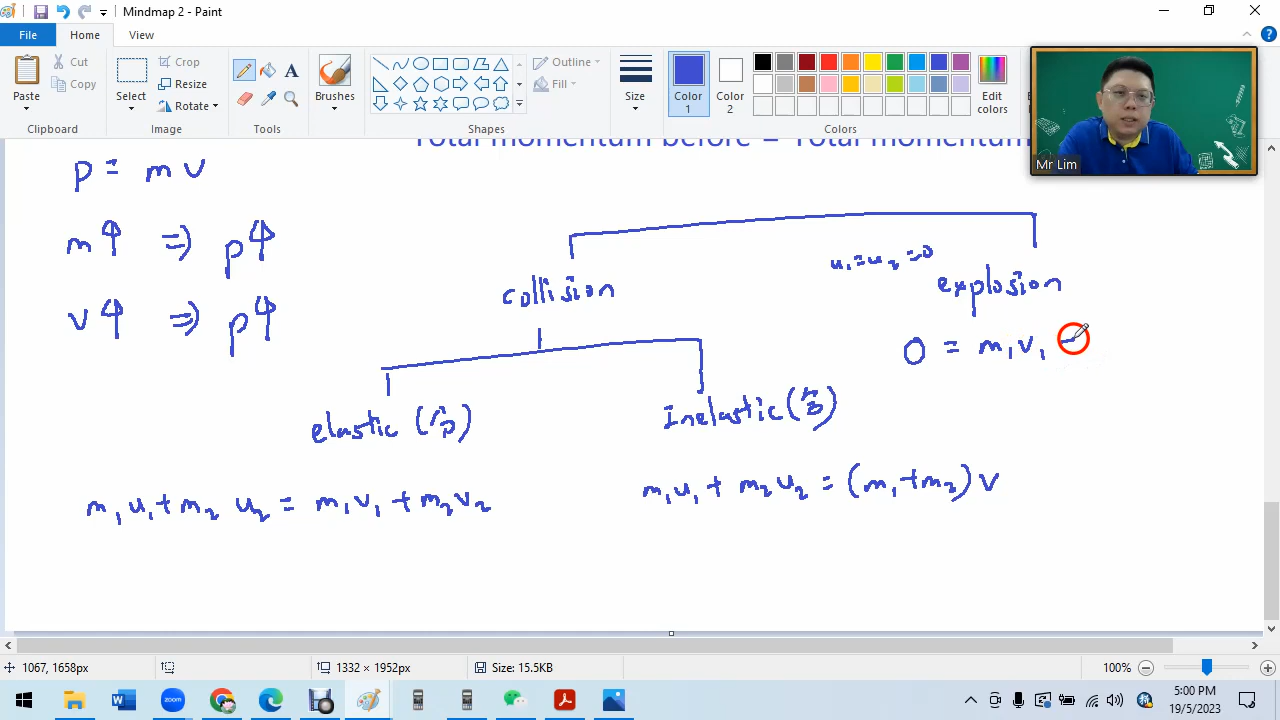 Mindmap 2 - Paint
File Home View
Paste Cut Copy Clipboard
Select Crop Resize Rotate Image
Tools
Brushes
Shapes Outline Fill
Size
Color 1 Color 2 Colors Edit colors
Mr Lim
Total momentum before = Total momentum
p = m v
m↑ ⇒ p↑
v↑ ⇒ p↑
collision
u₁=u₂=0
explosion
0 = m₁v₁
elastic
Inelastic
m₁u₁+m₂u₂ = m₁v₁+m₂v₂
m₁u₁+m₂u₂=(m₁+m₂)v
1067, 1658px 1332 × 1952px Size: 15.5KB 100%
zoom
5:00 PM
19/5/2023